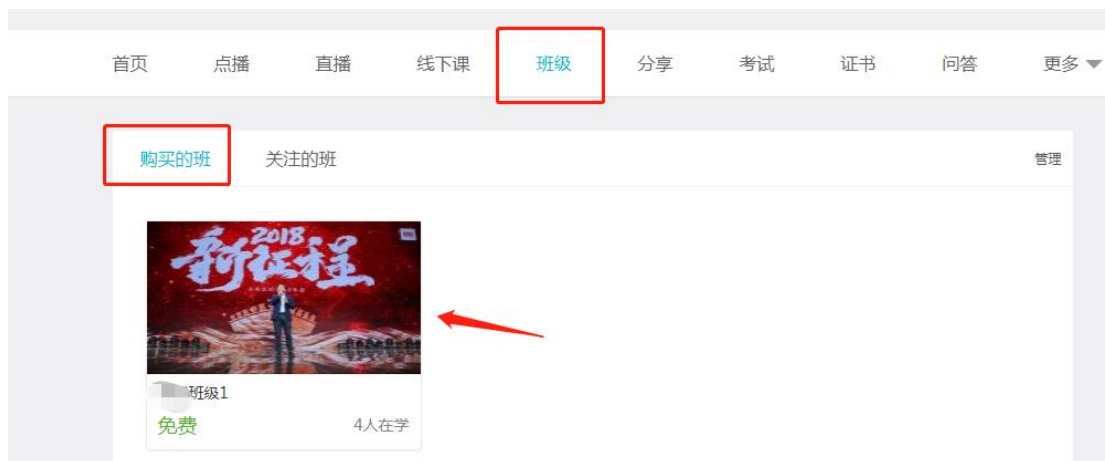 首页 点播 直播 线下课 班级 分享 考试 证书 问答 更多
购买的班 关注的班 管理
2018
新征程
班级1
免费 4人在学